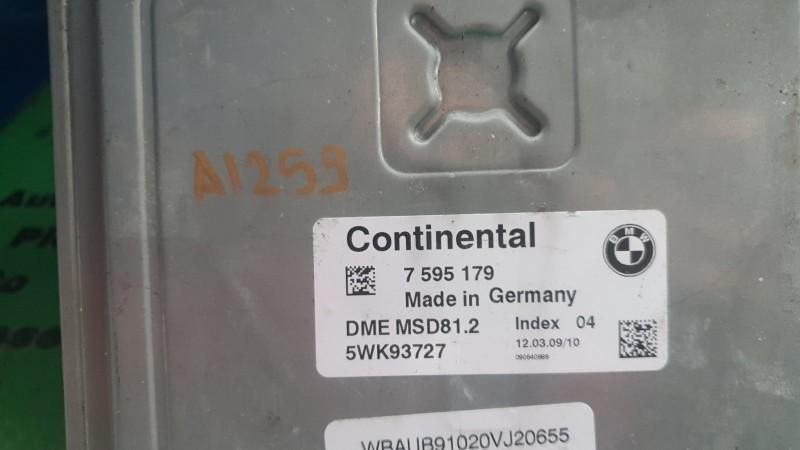 A1259
Continental
BMW
7 595 179
Made in Germany
DME MSD81.2 Index 04
5WK93727 12.03.09/10
WBAUB91020VJ20655